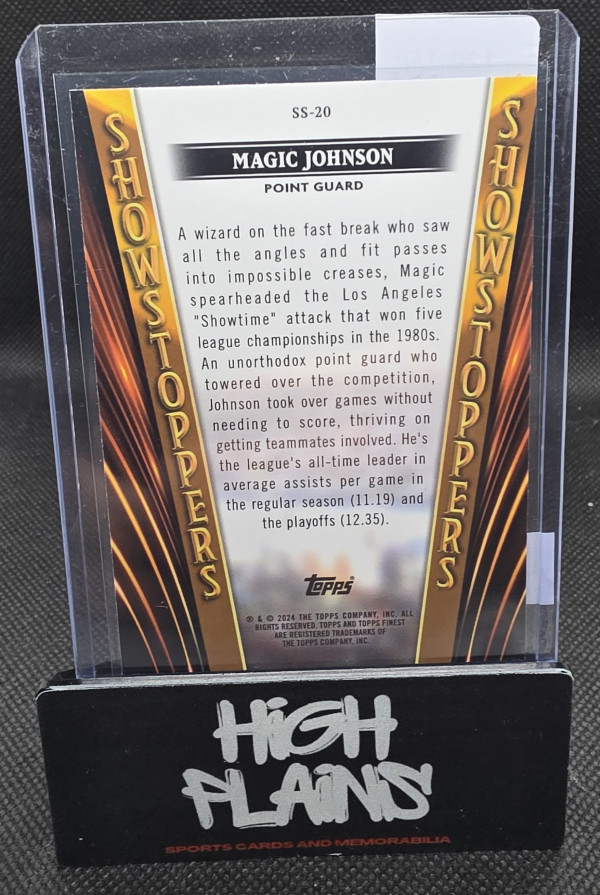 SS-20
MAGIC JOHNSON
POINT GUARD
SHOWSTOPPERS
SHOWSTOPPERS
A wizard on the fast break who saw
all the angles and fit passes
into impossible creases, Magic
spearheaded the Los Angeles
"Showtime" attack that won five
league championships in the 1980s.
An unorthodox point guard who
towered over the competition,
Johnson took over games without
needing to score, thriving on
getting teammates involved. He's
the league's all-time leader in
average assists per game in
the regular season (11.19) and
the playoffs (12.35).
Topps
® & © 2024 THE TOPPS COMPANY, INC. ALL
RIGHTS RESERVED. TOPPS AND TOPPS FINEST
ARE REGISTERED TRADEMARKS OF
THE TOPPS COMPANY, INC.
HiGH
PLAiNS
SPORTS CARDS AND MEMORABILIA